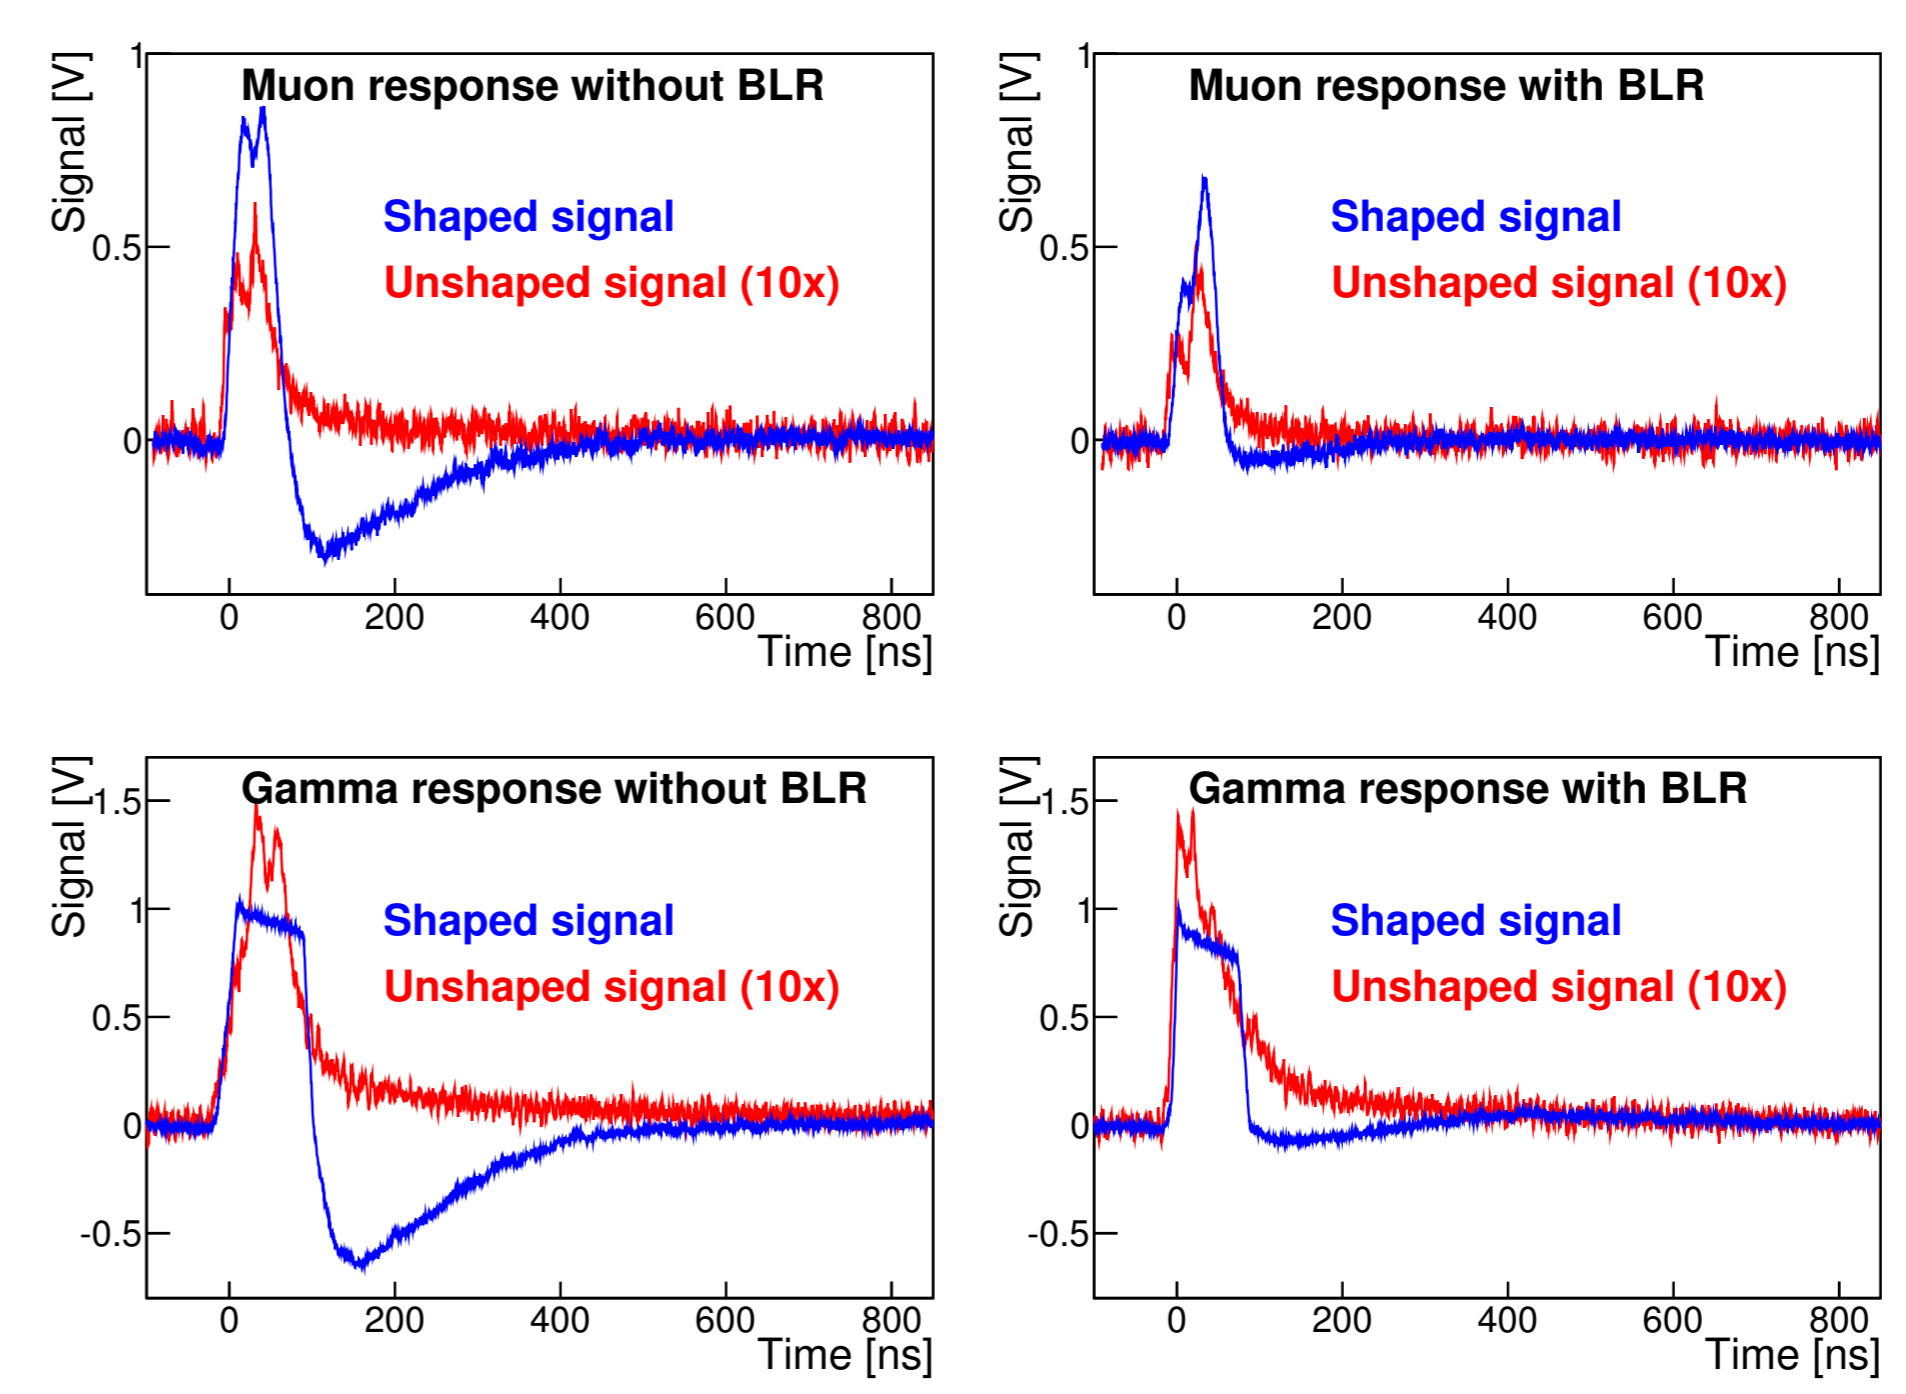 Muon response without BLR
Signal [V]
1
0.5
0
Shaped signal
Unshaped signal (10x)
0 200 400 600 800
Time [ns]
Muon response with BLR
Signal [V]
1
0.5
0
Shaped signal
Unshaped signal (10x)
0 200 400 600 800
Time [ns]
Gamma response without BLR
Signal [V]
1.5
1
0.5
0
-0.5
Shaped signal
Unshaped signal (10x)
0 200 400 600 800
Time [ns]
Gamma response with BLR
Signal [V]
1.5
1
0.5
0
-0.5
Shaped signal
Unshaped signal (10x)
0 200 400 600 800
Time [ns]